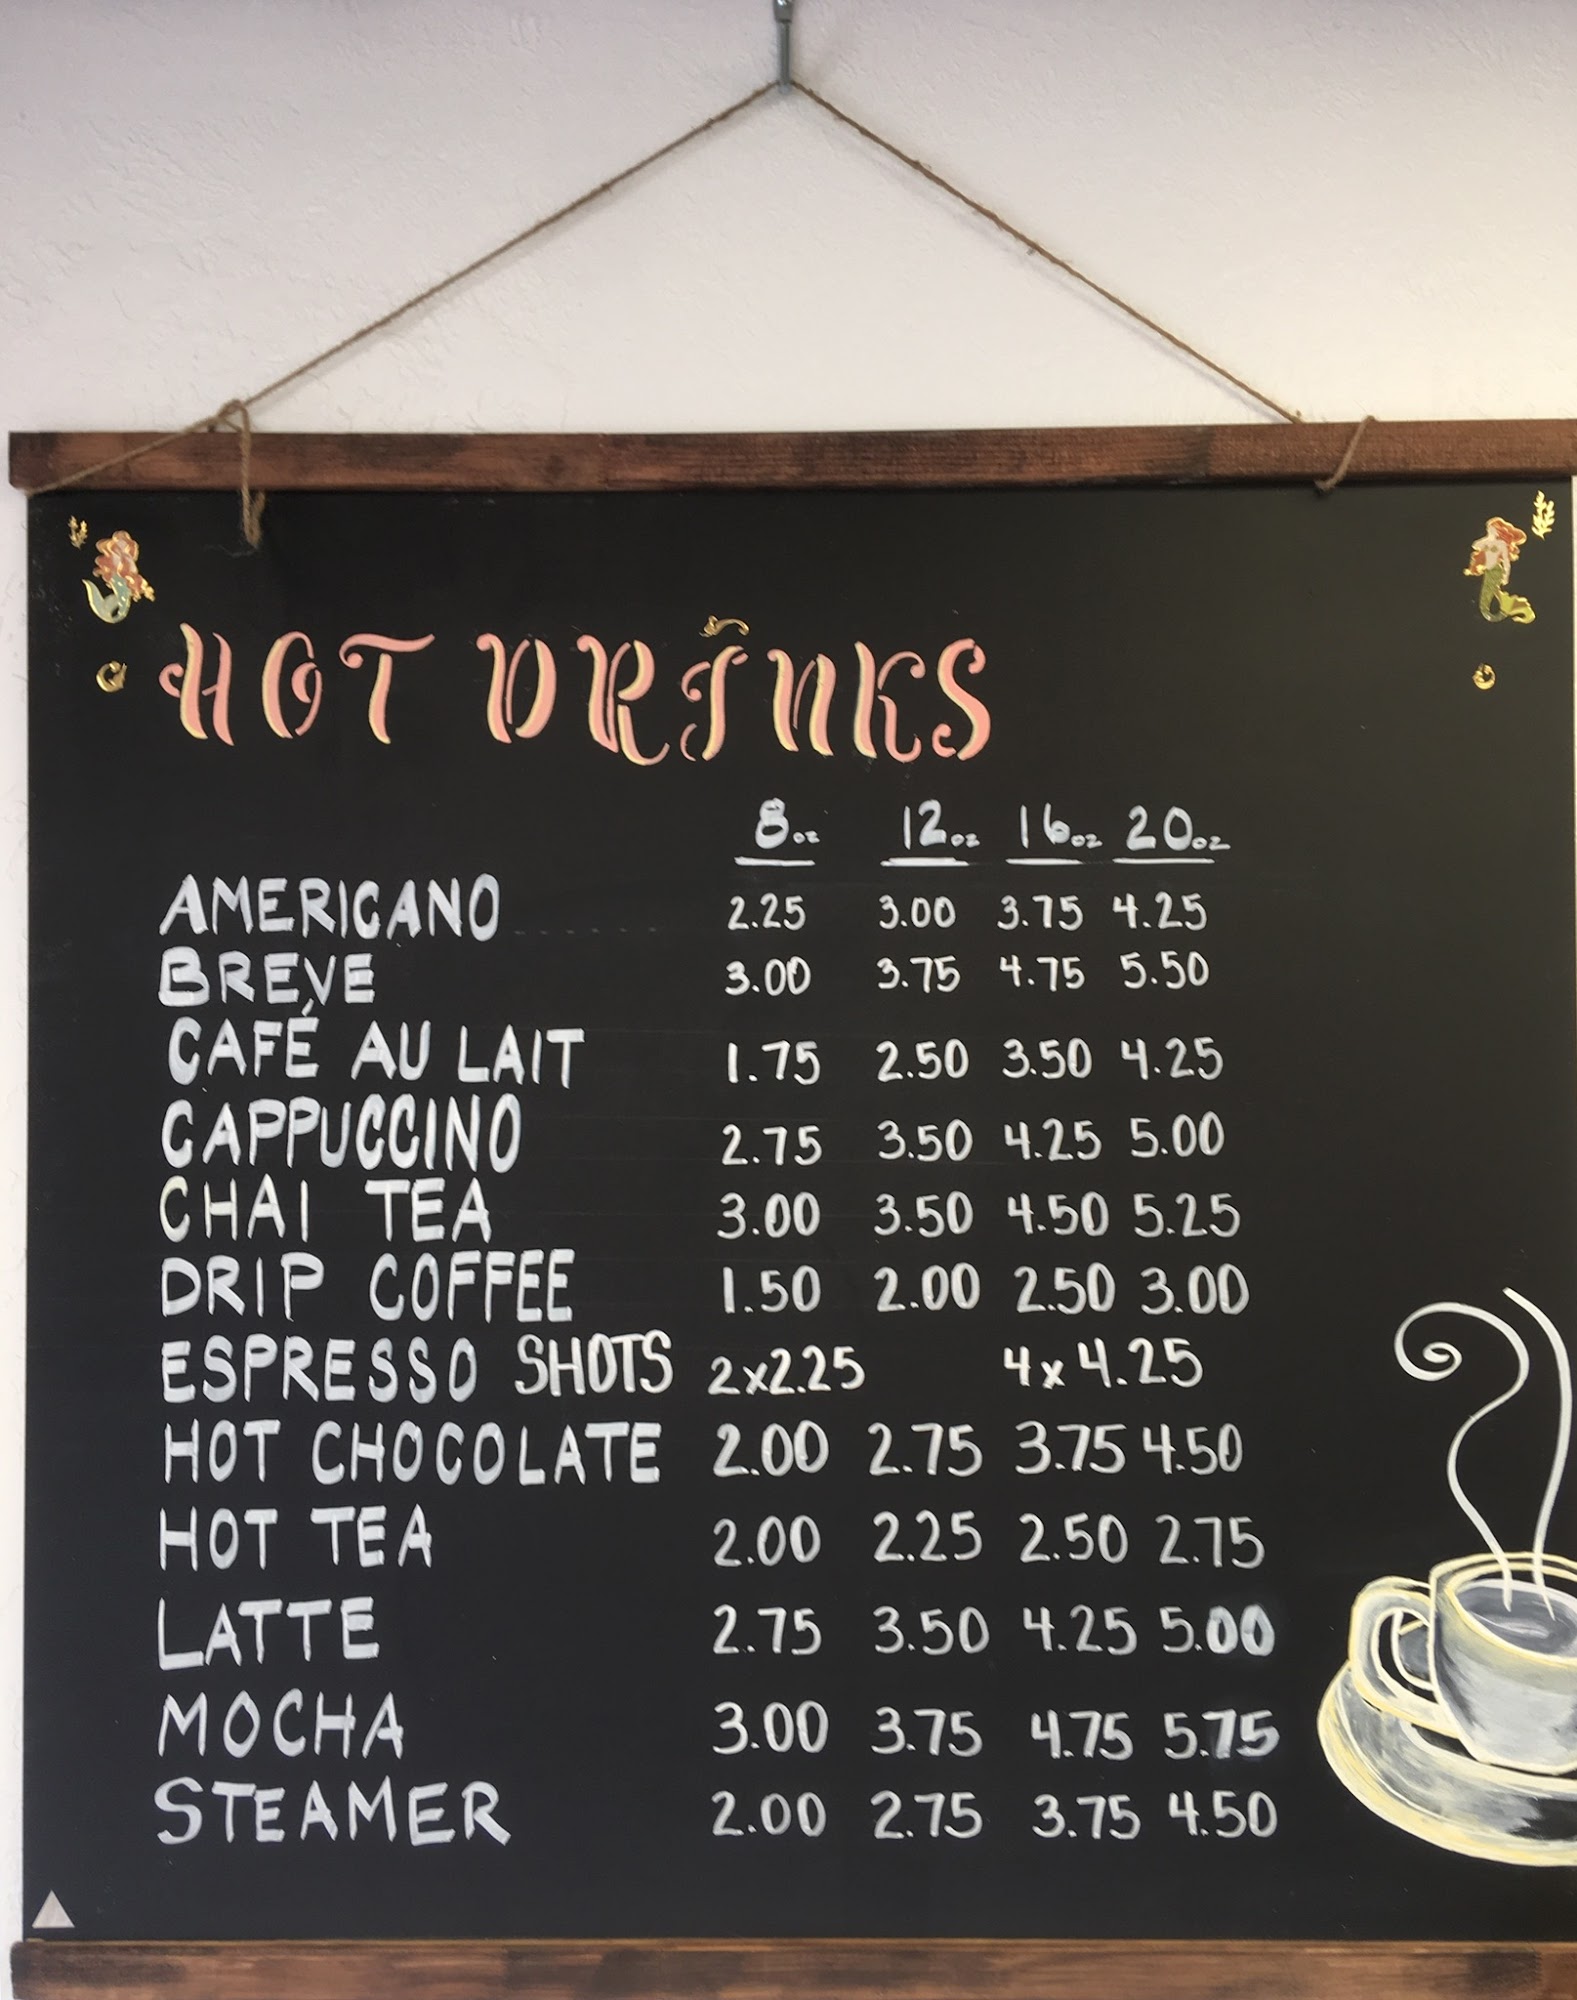 HOT DRINKS
8oz 12oz 16oz 20oz
AMERICANO 2.25 3.00 3.75 4.25
BREVE 3.00 3.75 4.75 5.50
CAFÉ AU LAIT 1.75 2.50 3.50 4.25
CAPPUCCINO 2.75 3.50 4.25 5.00
CHAI TEA 3.00 3.50 4.50 5.25
DRIP COFFEE 1.50 2.00 2.50 3.00
ESPRESSO SHOTS 2x2.25 4x4.25
HOT CHOCOLATE 2.00 2.75 3.75 4.50
HOT TEA 2.00 2.25 2.50 2.75
LATTE 2.75 3.50 4.25 5.00
MOCHA 3.00 3.75 4.75 5.75
STEAMER 2.00 2.75 3.75 4.50